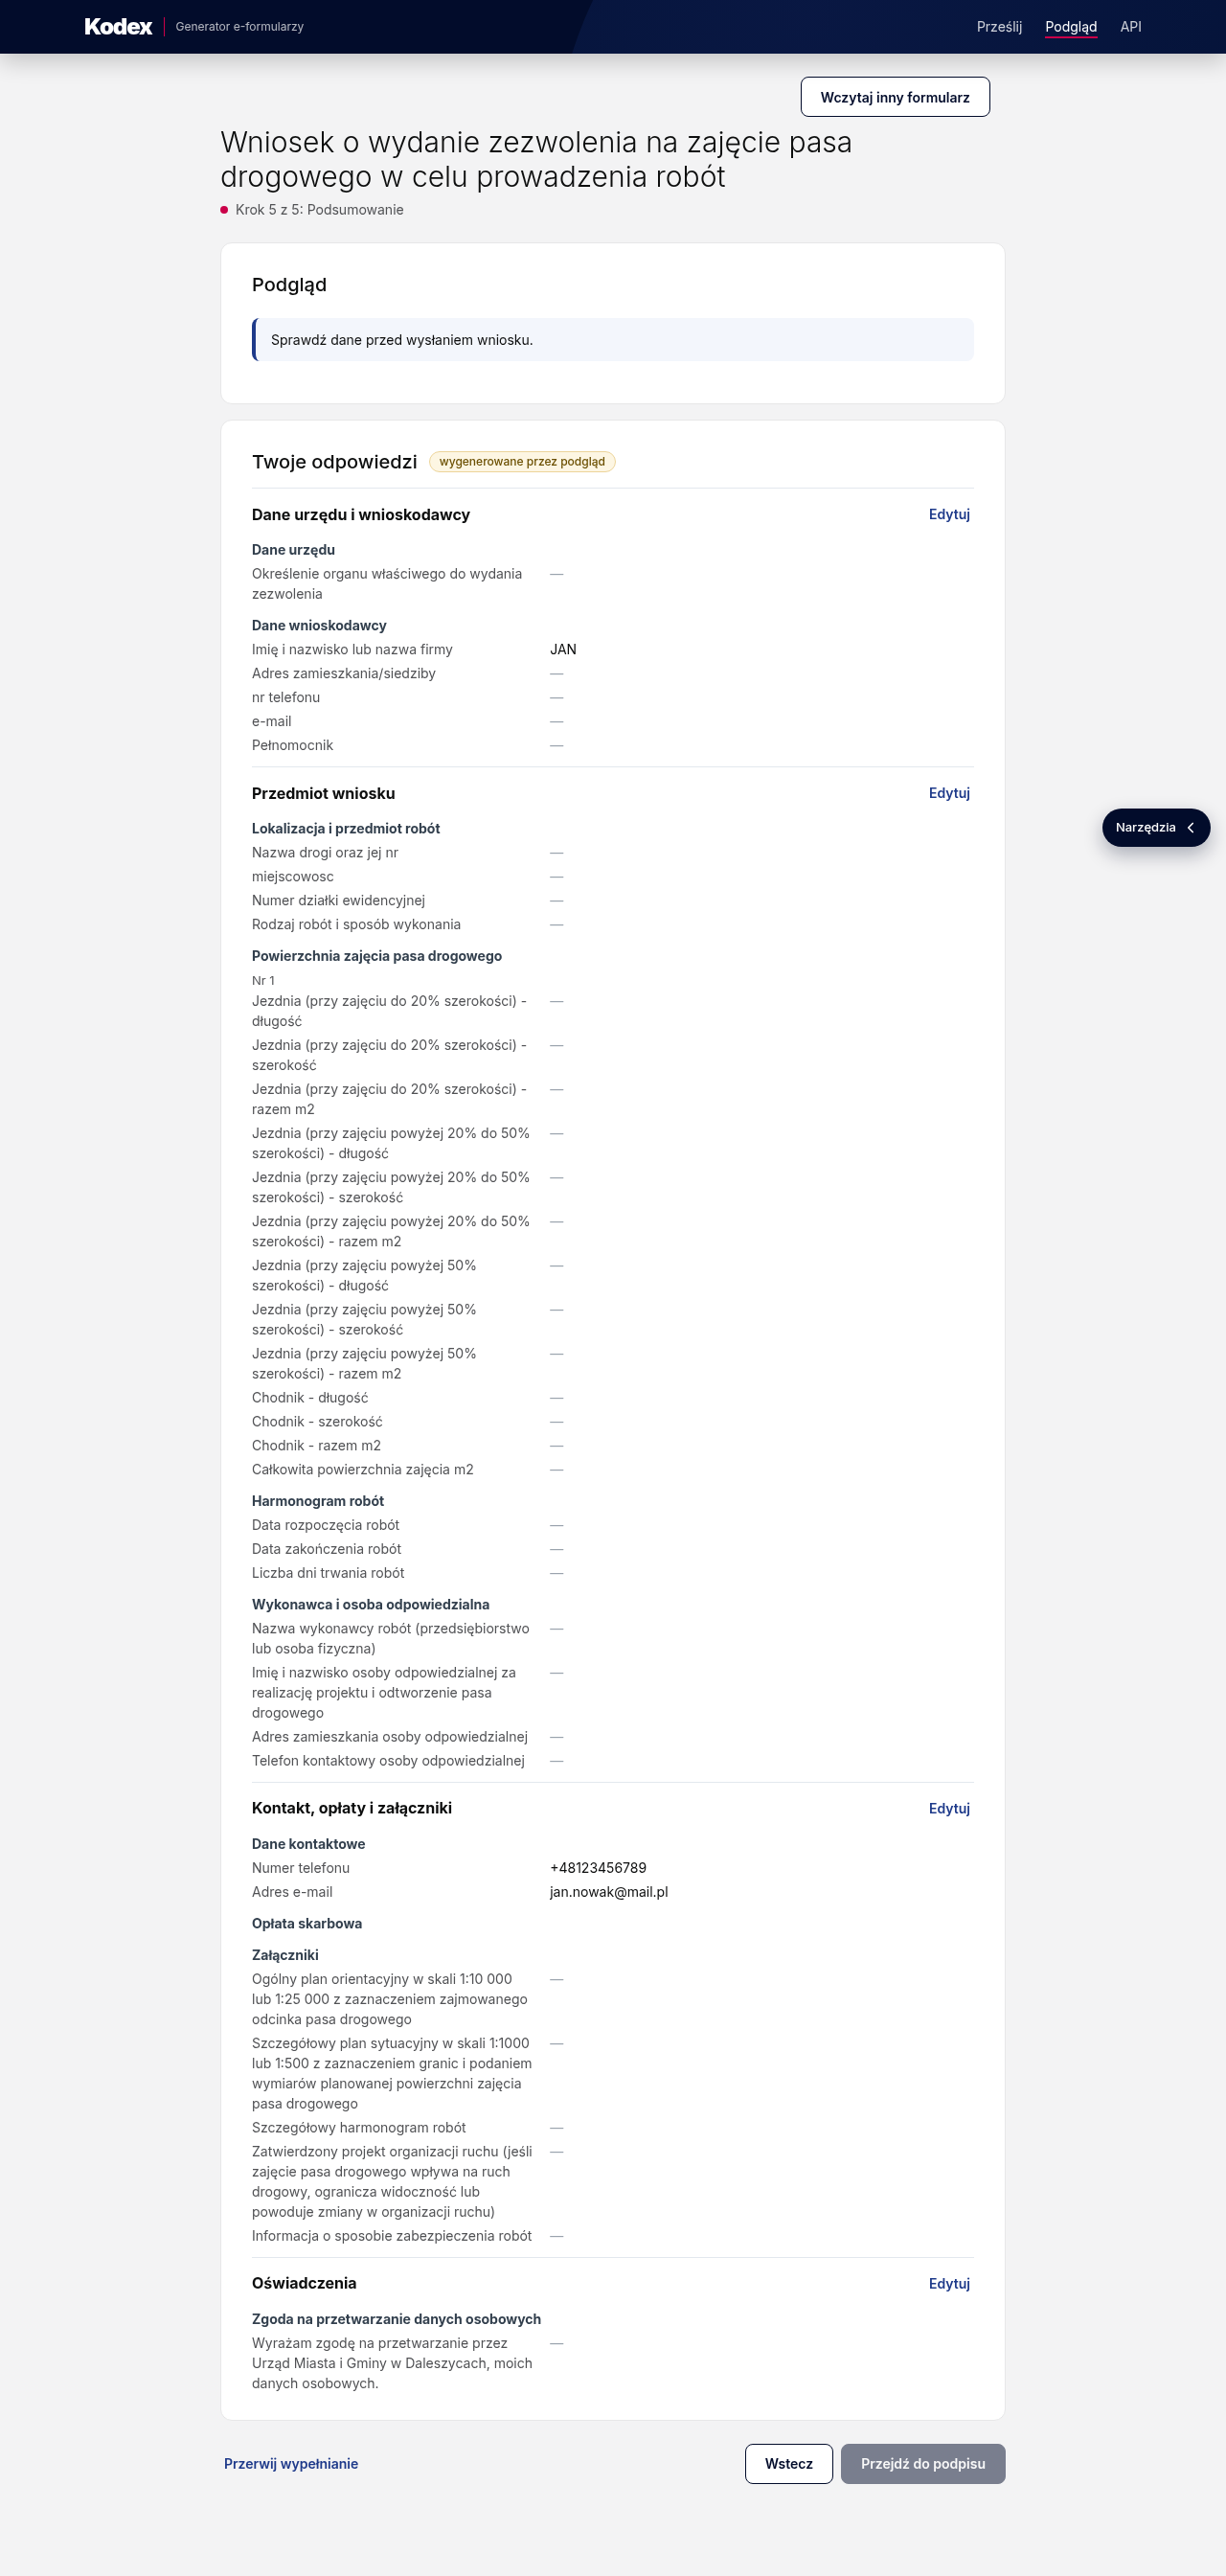 Kodex
Generator e-formularzy
Prześlij
Podgląd
API
Wczytaj inny formularz
Wniosek o wydanie zezwolenia na zajęcie pasa
drogowego w celu prowadzenia robót
Krok 5 z 5: Podsumowanie
Podgląd
Sprawdź dane przed wysłaniem wniosku.
Twoje odpowiedzi
wygenerowane przez podgląd
Dane urzędu i wnioskodawcy
Edytuj
Dane urzędu
Określenie organu właściwego do wydania —
zezwolenia
Dane wnioskodawcy
Imię i nazwisko lub nazwa firmy JAN
Adres zamieszkania/siedziby —
nr telefonu —
e-mail —
Pełnomocnik —
Przedmiot wniosku
Edytuj
Narzędzia
Lokalizacja i przedmiot robót
Nazwa drogi oraz jej nr —
miejscowosc —
Numer działki ewidencyjnej —
Rodzaj robót i sposób wykonania —
Powierzchnia zajęcia pasa drogowego
Nr 1
Jezdnia (przy zajęciu do 20% szerokości) - —
długość
Jezdnia (przy zajęciu do 20% szerokości) - —
szerokość
Jezdnia (przy zajęciu do 20% szerokości) - —
razem m2
Jezdnia (przy zajęciu powyżej 20% do 50% —
szerokości) - długość
Jezdnia (przy zajęciu powyżej 20% do 50% —
szerokości) - szerokość
Jezdnia (przy zajęciu powyżej 20% do 50% —
szerokości) - razem m2
Jezdnia (przy zajęciu powyżej 50% —
szerokości) - długość
Jezdnia (przy zajęciu powyżej 50% —
szerokości) - szerokość
Jezdnia (przy zajęciu powyżej 50% —
szerokości) - razem m2
Chodnik - długość —
Chodnik - szerokość —
Chodnik - razem m2 —
Całkowita powierzchnia zajęcia m2 —
Harmonogram robót
Data rozpoczęcia robót —
Data zakończenia robót —
Liczba dni trwania robót —
Wykonawca i osoba odpowiedzialna
Nazwa wykonawcy robót (przedsiębiorstwo —
lub osoba fizyczna)
Imię i nazwisko osoby odpowiedzialnej za —
realizację projektu i odtworzenie pasa
drogowego
Adres zamieszkania osoby odpowiedzialnej —
Telefon kontaktowy osoby odpowiedzialnej —
Kontakt, opłaty i załączniki
Edytuj
Dane kontaktowe
Numer telefonu +48123456789
Adres e-mail jan.nowak@mail.pl
Opłata skarbowa
Załączniki
Ogólny plan orientacyjny w skali 1:10 000 —
lub 1:25 000 z zaznaczeniem zajmowanego
odcinka pasa drogowego
Szczegółowy plan sytuacyjny w skali 1:1000 —
lub 1:500 z zaznaczeniem granic i podaniem
wymiarów planowanej powierzchni zajęcia
pasa drogowego
Szczegółowy harmonogram robót —
Zatwierdzony projekt organizacji ruchu (jeśli —
zajęcie pasa drogowego wpływa na ruch
drogowy, ogranicza widoczność lub
powoduje zmiany w organizacji ruchu)
Informacja o sposobie zabezpieczenia robót —
Oświadczenia
Edytuj
Zgoda na przetwarzanie danych osobowych
Wyrażam zgodę na przetwarzanie przez —
Urząd Miasta i Gminy w Daleszycach, moich
danych osobowych.
Przerwij wypełnianie
Wstecz
Przejdź do podpisu